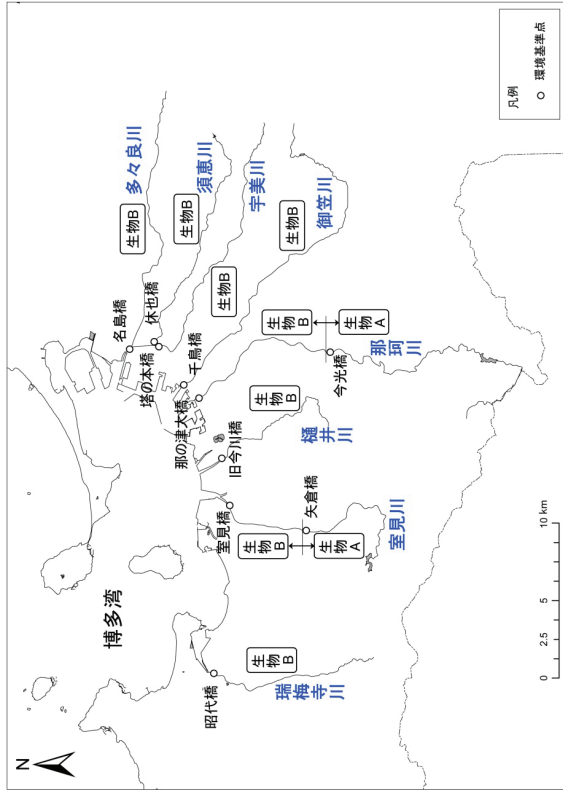 N
博多湾
昭代橋
瑞梅寺川
生物B
室見橋
矢倉橋
室見川
生物B
生物A
旧今川橋
樋井川
生物B
那の津大橋
今光橋
那珂川
生物B
生物A
千鳥橋
御笠川
生物B
塔の本橋
宇美川
生物B
休也橋
須恵川
生物B
名島橋
多々良川
生物B
0 2.5 5 10 km
凡例
環境基準点